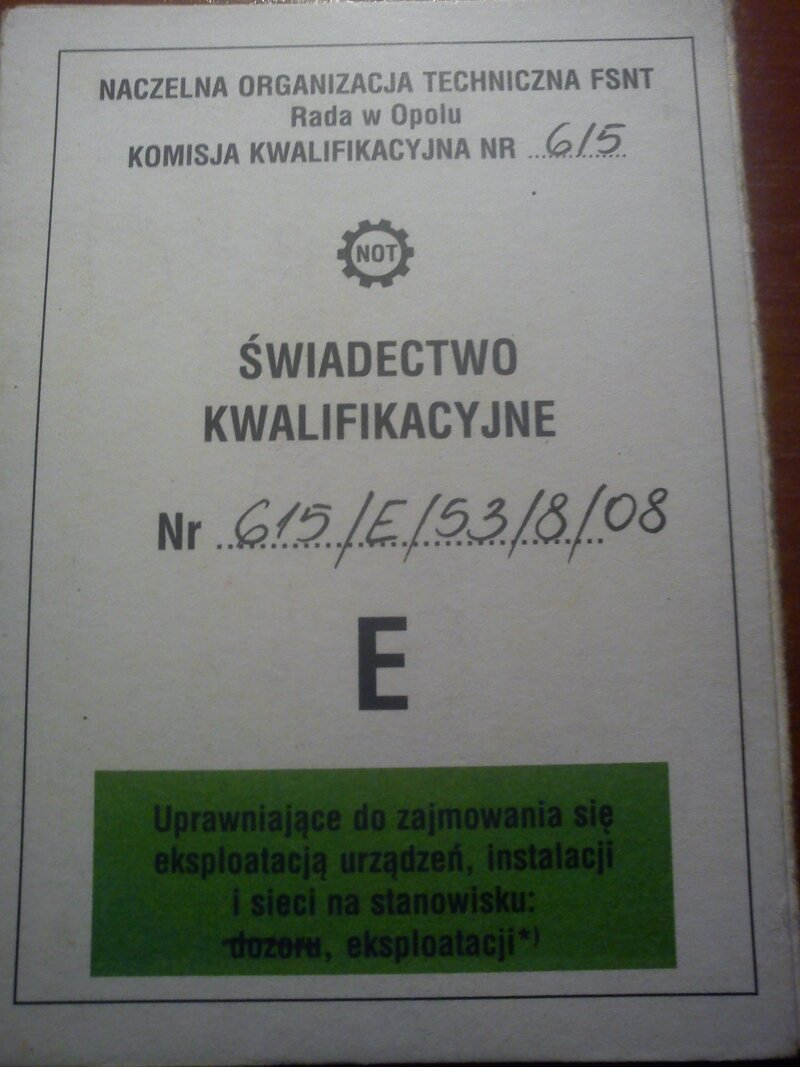 NACZELNA ORGANIZACJA TECHNICZNA FSNT
Rada w Opolu
KOMISJA KWALIFIKACYJNA NR 615
NOT
ŚWIADECTWO
KWALIFIKACYJNE
Nr 615/E/53/8/08
E
Uprawniające do zajmowania się
eksploatacją urządzeń, instalacji
i sieci na stanowisku:
dozoru, eksploatacji*)